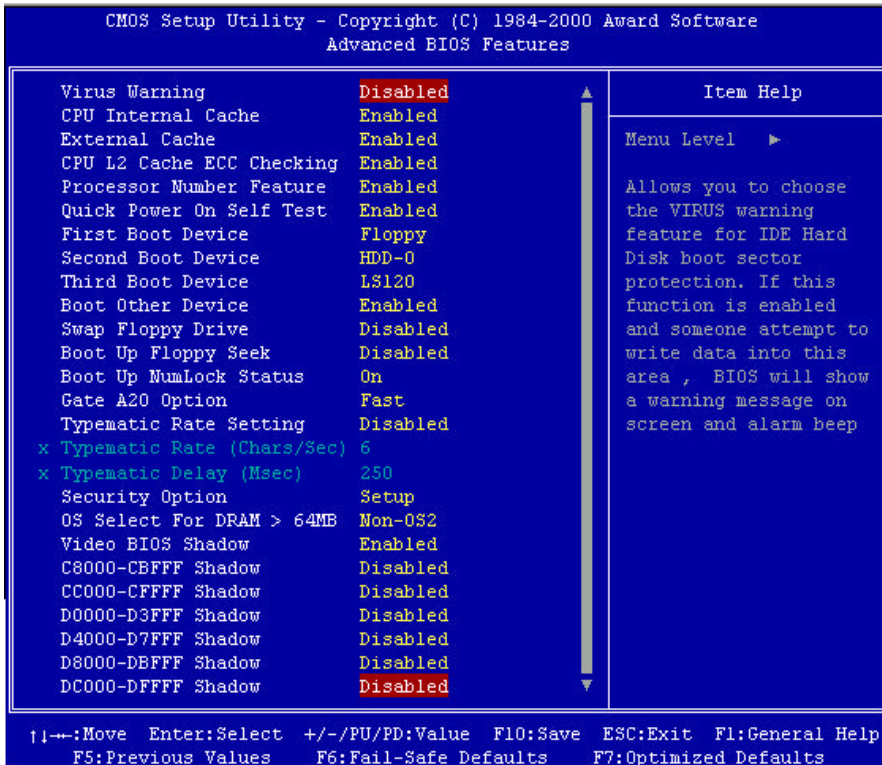 CMOS Setup Utility - Copyright (C) 1984-2000 Award Software
Advanced BIOS Features
Virus Warning Disabled
CPU Internal Cache Enabled
External Cache Enabled
CPU L2 Cache ECC Checking Enabled
Processor Number Feature Enabled
Quick Power On Self Test Enabled
First Boot Device Floppy
Second Boot Device HDD-0
Third Boot Device LS120
Boot Other Device Enabled
Swap Floppy Drive Disabled
Boot Up Floppy Seek Disabled
Boot Up NumLock Status On
Gate A20 Option Fast
Typematic Rate Setting Disabled
x Typematic Rate (Chars/Sec) 6
x Typematic Delay (Msec) 250
Security Option Setup
OS Select For DRAM > 64MB Non-OS2
Video BIOS Shadow Enabled
C8000-CBFFF Shadow Disabled
CC000-CFFFF Shadow Disabled
D0000-D3FFF Shadow Disabled
D4000-D7FFF Shadow Disabled
D8000-DBFFF Shadow Disabled
DC000-DFFFF Shadow Disabled
Item Help
Menu Level ►
Allows you to choose
the VIRUS warning
feature for IDE Hard
Disk boot sector
protection. If this
function is enabled
and someone attempt to
write data into this
area , BIOS will show
a warning message on
screen and alarm beep
↑↓→←:Move Enter:Select +/-/PU/PD:Value F10:Save ESC:Exit F1:General Help
F5:Previous Values F6:Fail-Safe Defaults F7:Optimized Defaults